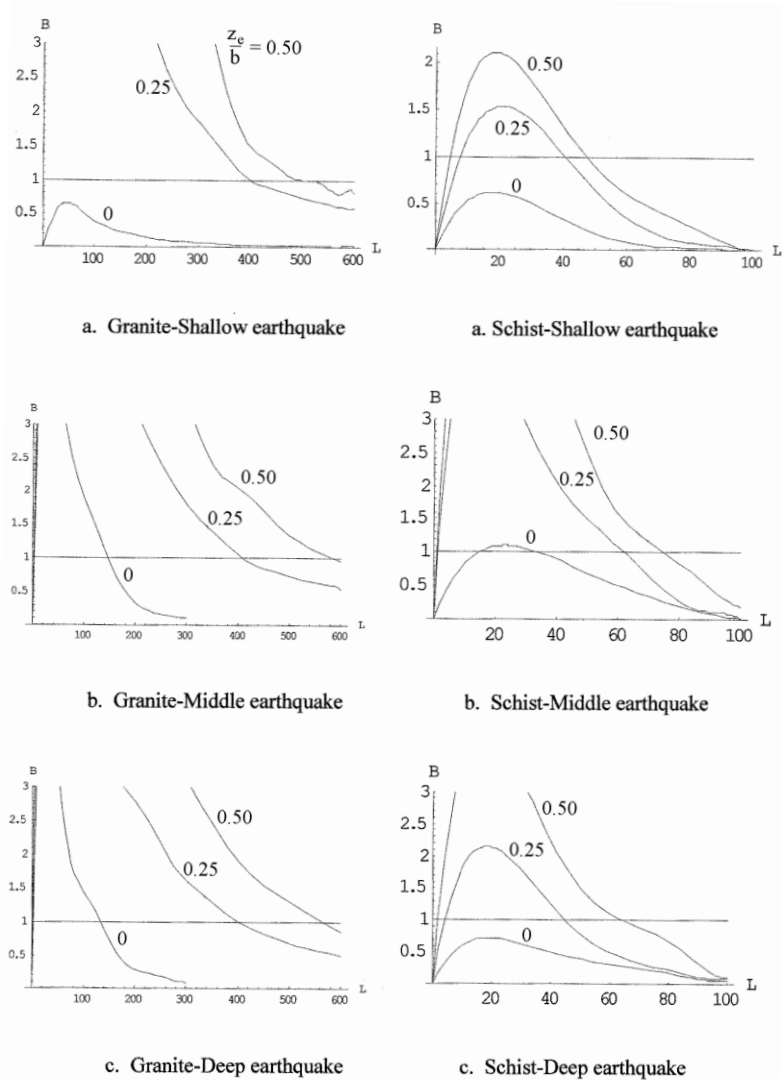 B
3
2.5
2
1.5
1
0.5
z_e/b = 0.50
0.25
0
100 200 300 400 500 600 L
a. Granite-Shallow earthquake
B
2
1.5
1
0.5
0.50
0.25
0
20 40 60 80 100 L
a. Schist-Shallow earthquake
B
3
2.5
2
1.5
1
0.5
0.50
0.25
0
100 200 300 400 500 600 L
b. Granite-Middle earthquake
B
3
2.5
2
1.5
1
0.5
0.50
0.25
0
20 40 60 80 100 L
b. Schist-Middle earthquake
B
3
2.5
2
1.5
1
0.5
0.50
0.25
0
100 200 300 400 500 600 L
c. Granite-Deep earthquake
B
3
2.5
2
1.5
1
0.5
0.50
0.25
0
20 40 60 80 100 L
c. Schist-Deep earthquake